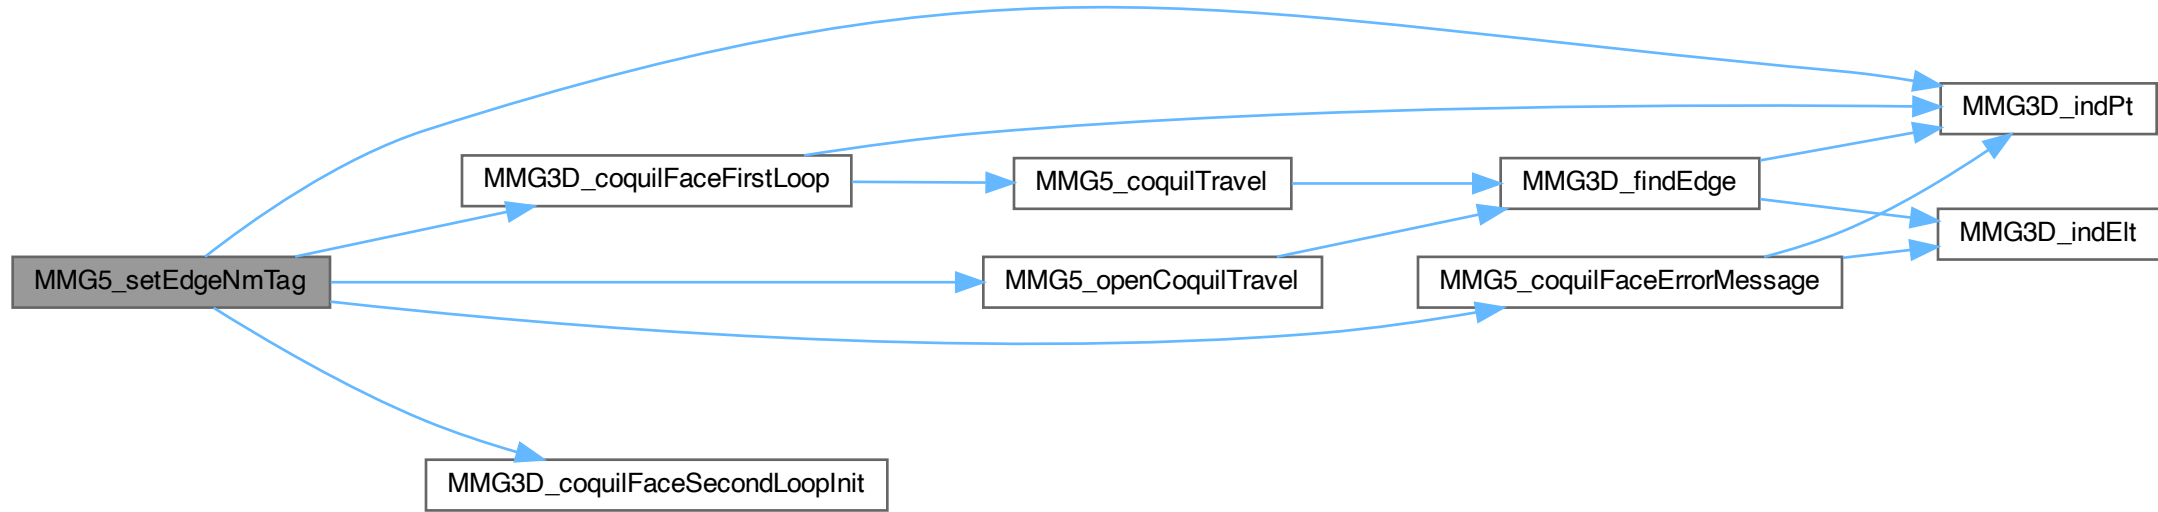 MMG5_setEdgeNmTag
MMG3D_coquilFaceFirstLoop
MMG5_coquilTravel
MMG3D_findEdge
MMG3D_indPt
MMG3D_indElt
MMG5_openCoquilTravel
MMG5_coquilFaceErrorMessage
MMG3D_coquilFaceSecondLoopInit